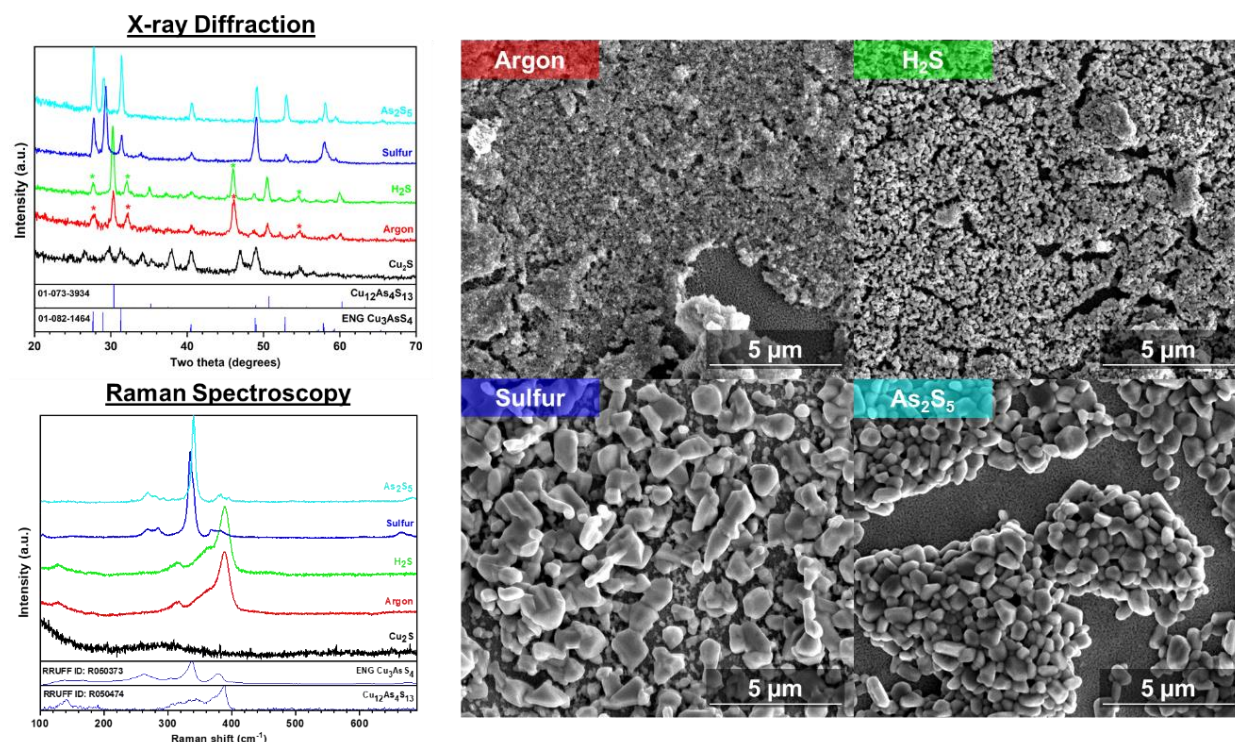 X-ray Diffraction
Intensity (a.u.)
As₂S₅
Sulfur
H₂S
* * * *
Argon
* * * *
Cu₂S
01-073-3934 Cu₁₂As₄S₁₃
01-082-1464 ENG Cu₃AsS₄
20 30 40 50 60 70
Two theta (degrees)
Raman Spectroscopy
Intensity (a.u.)
As₂S₅
Sulfur
H₂S
Argon
Cu₂S
RRUFF ID: R050373 ENG Cu₃As S₄
RRUFF ID: R050474 Cu₁₂As₄S₁₃
100 200 300 400 500 600
Raman shift (cm⁻¹)
Argon
5 µm
H₂S
5 µm
Sulfur
5 µm
As₂S₅
5 µm